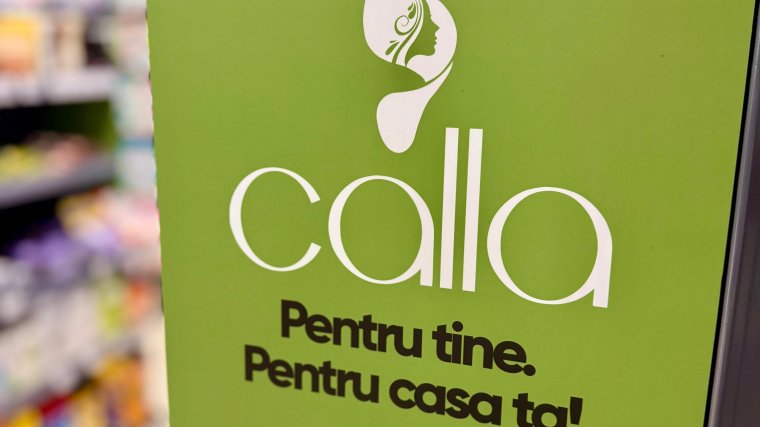 calla
Pentru tine.
Pentru casa ta!